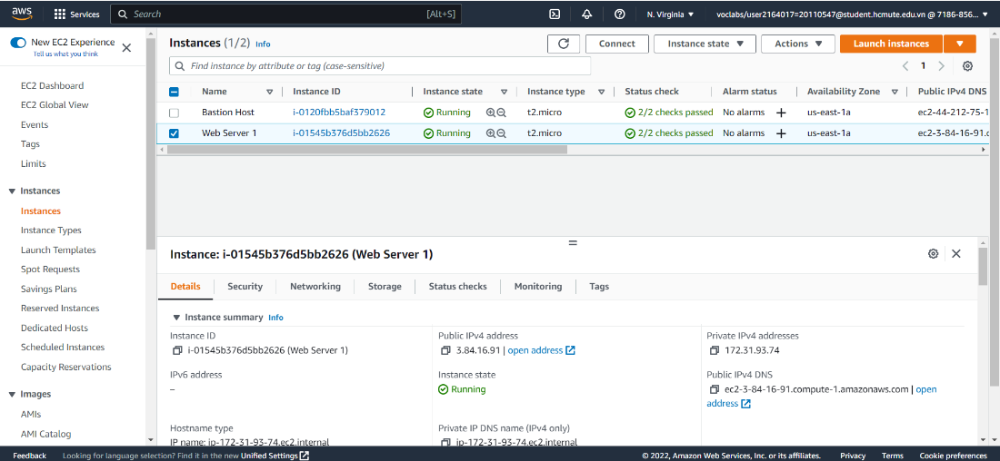 aws Services Search [Alt+S] N. Virginia voclabs/user2164017=20110547@student.hcmute.edu.vn @ 7186-856...
New EC2 Experience
Tell us what you think
EC2 Dashboard
EC2 Global View
Events
Tags
Limits
Instances
Instances
Instance Types
Launch Templates
Spot Requests
Savings Plans
Reserved Instances
Dedicated Hosts
Scheduled Instances
Capacity Reservations
Images
AMIs
AMI Catalog
Instances (1/2) Info Connect Instance state Actions Launch instances
Find instance by attribute or tag (case-sensitive) 1
Name Instance ID Instance state Instance type Status check Alarm status Availability Zone Public IPv4 DNS
Bastion Host i-0120fbb5baf379012 Running t2.micro 2/2 checks passed No alarms + us-east-1a ec2-44-212-75-1
Web Server 1 i-01545b376d5bb2626 Running t2.micro 2/2 checks passed No alarms + us-east-1a ec2-3-84-16-91.c
Instance: i-01545b376d5bb2626 (Web Server 1)
Details Security Networking Storage Status checks Monitoring Tags
Instance summary Info
Instance ID
i-01545b376d5bb2626 (Web Server 1)
Public IPv4 address
3.84.16.91 | open address
Private IPv4 addresses
172.31.93.74
IPv6 address
–
Instance state
Running
Public IPv4 DNS
ec2-3-84-16-91.compute-1.amazonaws.com | open
address
Hostname type
IP name: ip-172-31-93-74.ec2.internal
Private IP DNS name (IPv4 only)
ip-172-31-93-74.ec2.internal
Feedback Looking for language selection? Find it in the new Unified Settings © 2022, Amazon Web Services, Inc. or its affiliates. Privacy Terms Cookie preferences